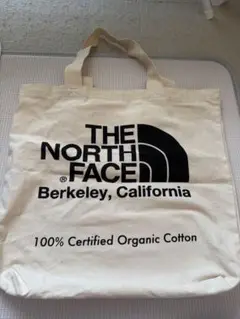 THE
NORTH
FACE®
Berkeley, California
100% Certified Organic Cotton